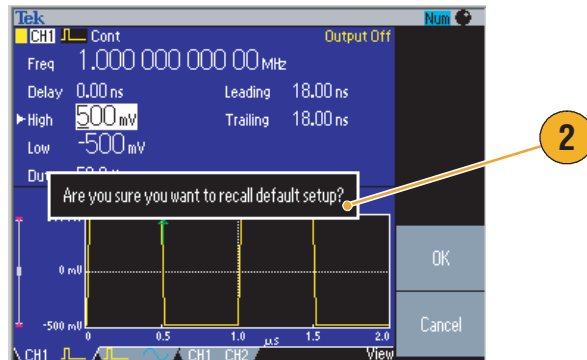 Tek Num
CH1 Cont Output Off
Freq 1.000 000 000 00 MHz
Delay 0.00 ns Leading 18.00 ns
High 500 mV Trailing 18.00 ns
Low -500 mV
Are you sure you want to recall default setup?
2
0 mU
-500 mU
0 0.5 1.0 µs 1.5 2.0
OK
Cancel
CH1 CH1 CH2 View